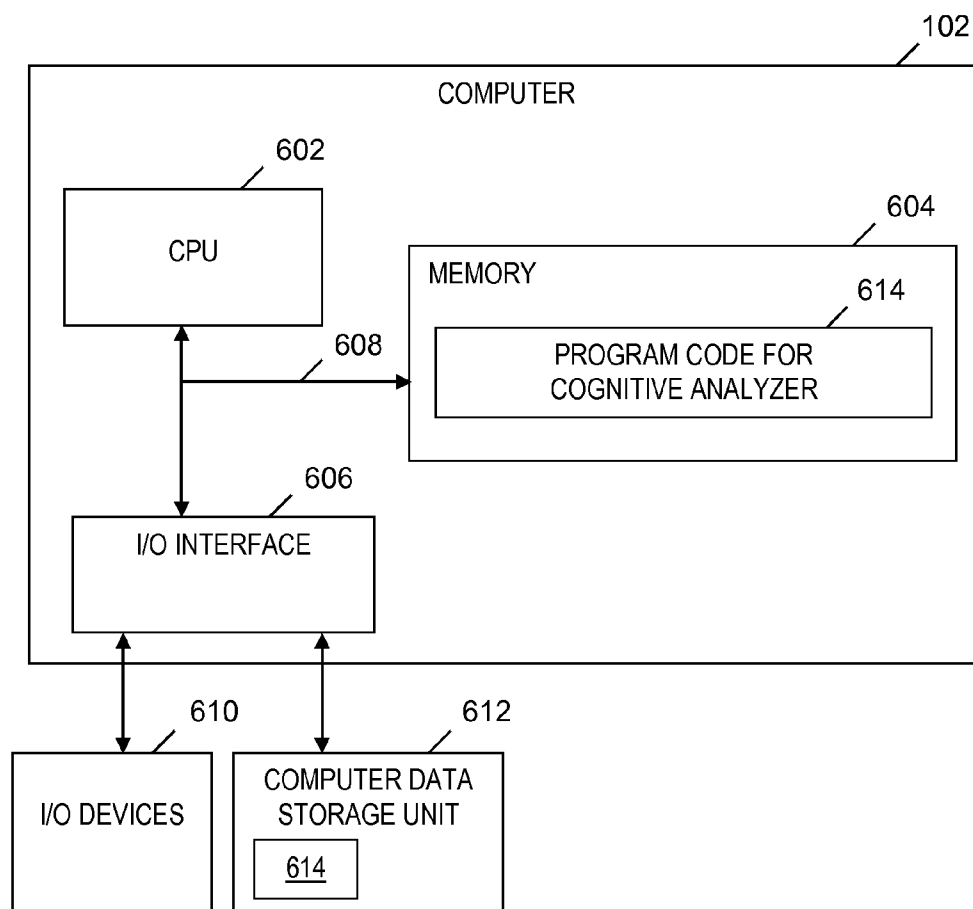 102
COMPUTER
602
CPU
604
MEMORY
614
PROGRAM CODE FOR
COGNITIVE ANALYZER
608
606
I/O INTERFACE
610
I/O DEVICES
612
COMPUTER DATA
STORAGE UNIT
614